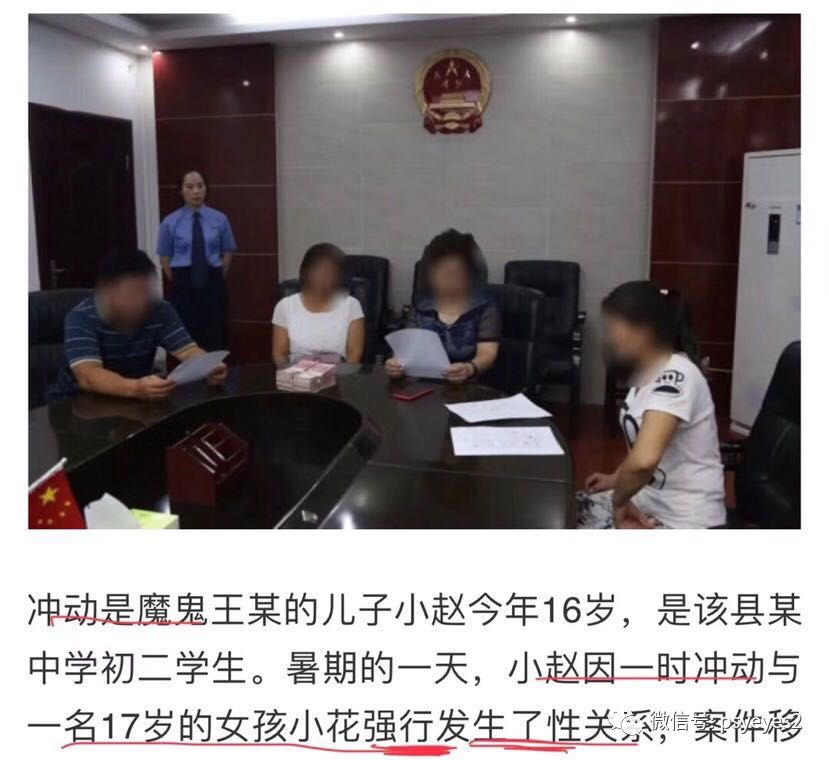 冲动是魔鬼王某的儿子小赵今年16岁，是该县某
中学初二学生。暑期的一天，小赵因一时冲动与
一名17岁的女孩小花强行发生了性关系，案件移
微信号: psyeyes2